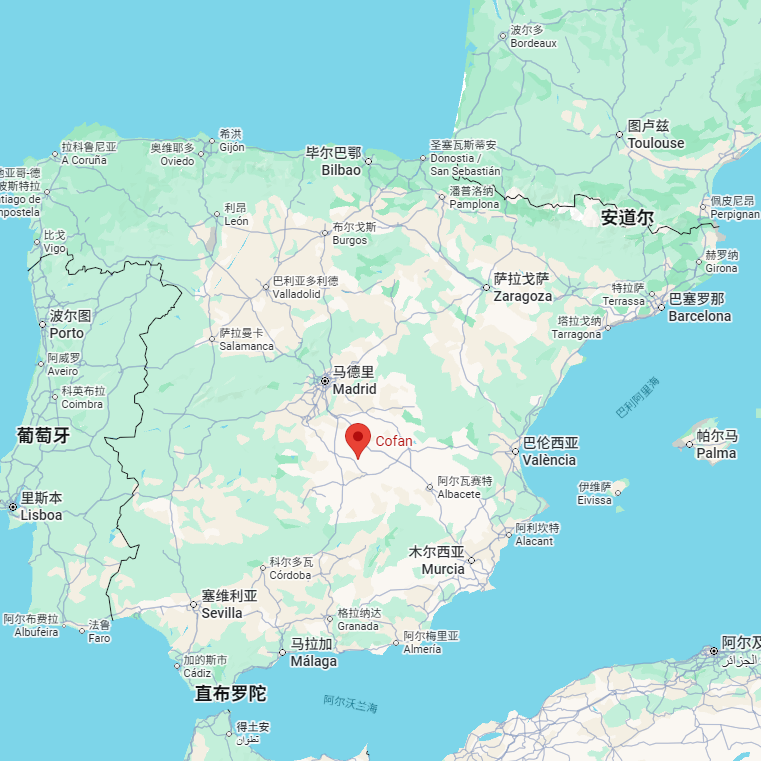 波尔多
Bordeaux
图卢兹
Toulouse
希洪
Gijón
拉科鲁尼亚
A Coruña
奥维耶多
Oviedo
毕尔巴鄂
Bilbao
圣塞瓦斯蒂安
Donostia /
San Sebastián
地亚哥-德
波斯特拉
tiago de
mpostela
潘普洛纳
Pamplona
利昂
León
安道尔
佩皮尼昂
Perpignan
比戈
Vigo
布尔戈斯
Burgos
赫罗纳
Girona
巴利亚多利德
Valladolid
萨拉戈萨
Zaragoza
特拉萨
Terrassa
巴塞罗那
Barcelona
波尔图
Porto
塔拉戈纳
Tarragona
萨拉曼卡
Salamanca
阿威罗
Aveiro
马德里
Madrid
科英布拉
Coimbra
巴利阿里海
葡萄牙
Cofan
巴伦西亚
València
帕尔马
Palma
阿尔瓦赛特
Albacete
伊维萨
Eivissa
里斯本
Lisboa
阿利坎特
Alacant
木尔西亚
Murcia
科尔多瓦
Córdoba
塞维利亚
Sevilla
格拉纳达
Granada
阿尔布费拉
Albufeira
法鲁
Faro
阿尔梅里亚
Almería
马拉加
Málaga
加的斯市
Cádiz
阿尔及
الجزائر
直布罗陀
阿尔沃兰海
得土安
تطوان